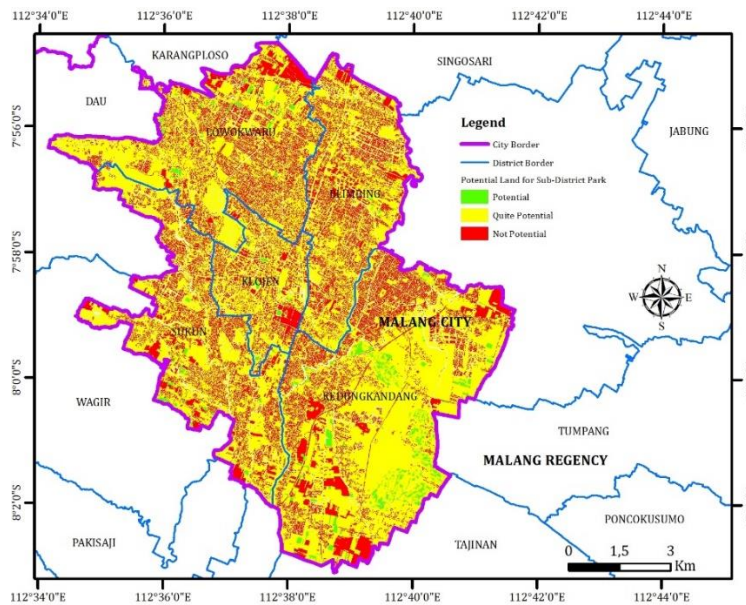 112°34'0"E 112°36'0"E 112°38'0"E 112°40'0"E 112°42'0"E 112°44'0"E
KARANGPLOSO
SINGOSARI
DAU
JABUNG
7°56'0"S
LOWOKWARU
Legend
City Border
District Border
Potential Land for Sub-District Park
Potential
Quite Potential
Not Potential
BLIMBING
7°58'0"S
KLOJEN
N
W E
S
MALANG CITY
SUKUN
8°0'0"S
WAGIR
KEDUNGKANDANG
TUMPANG
MALANG REGENCY
8°2'0"S
PONCOKUSUMO
PAKISAJI
TAJINAN
0 1,5 3
Km
112°34'0"E 112°36'0"E 112°38'0"E 112°40'0"E 112°42'0"E 112°44'0"E